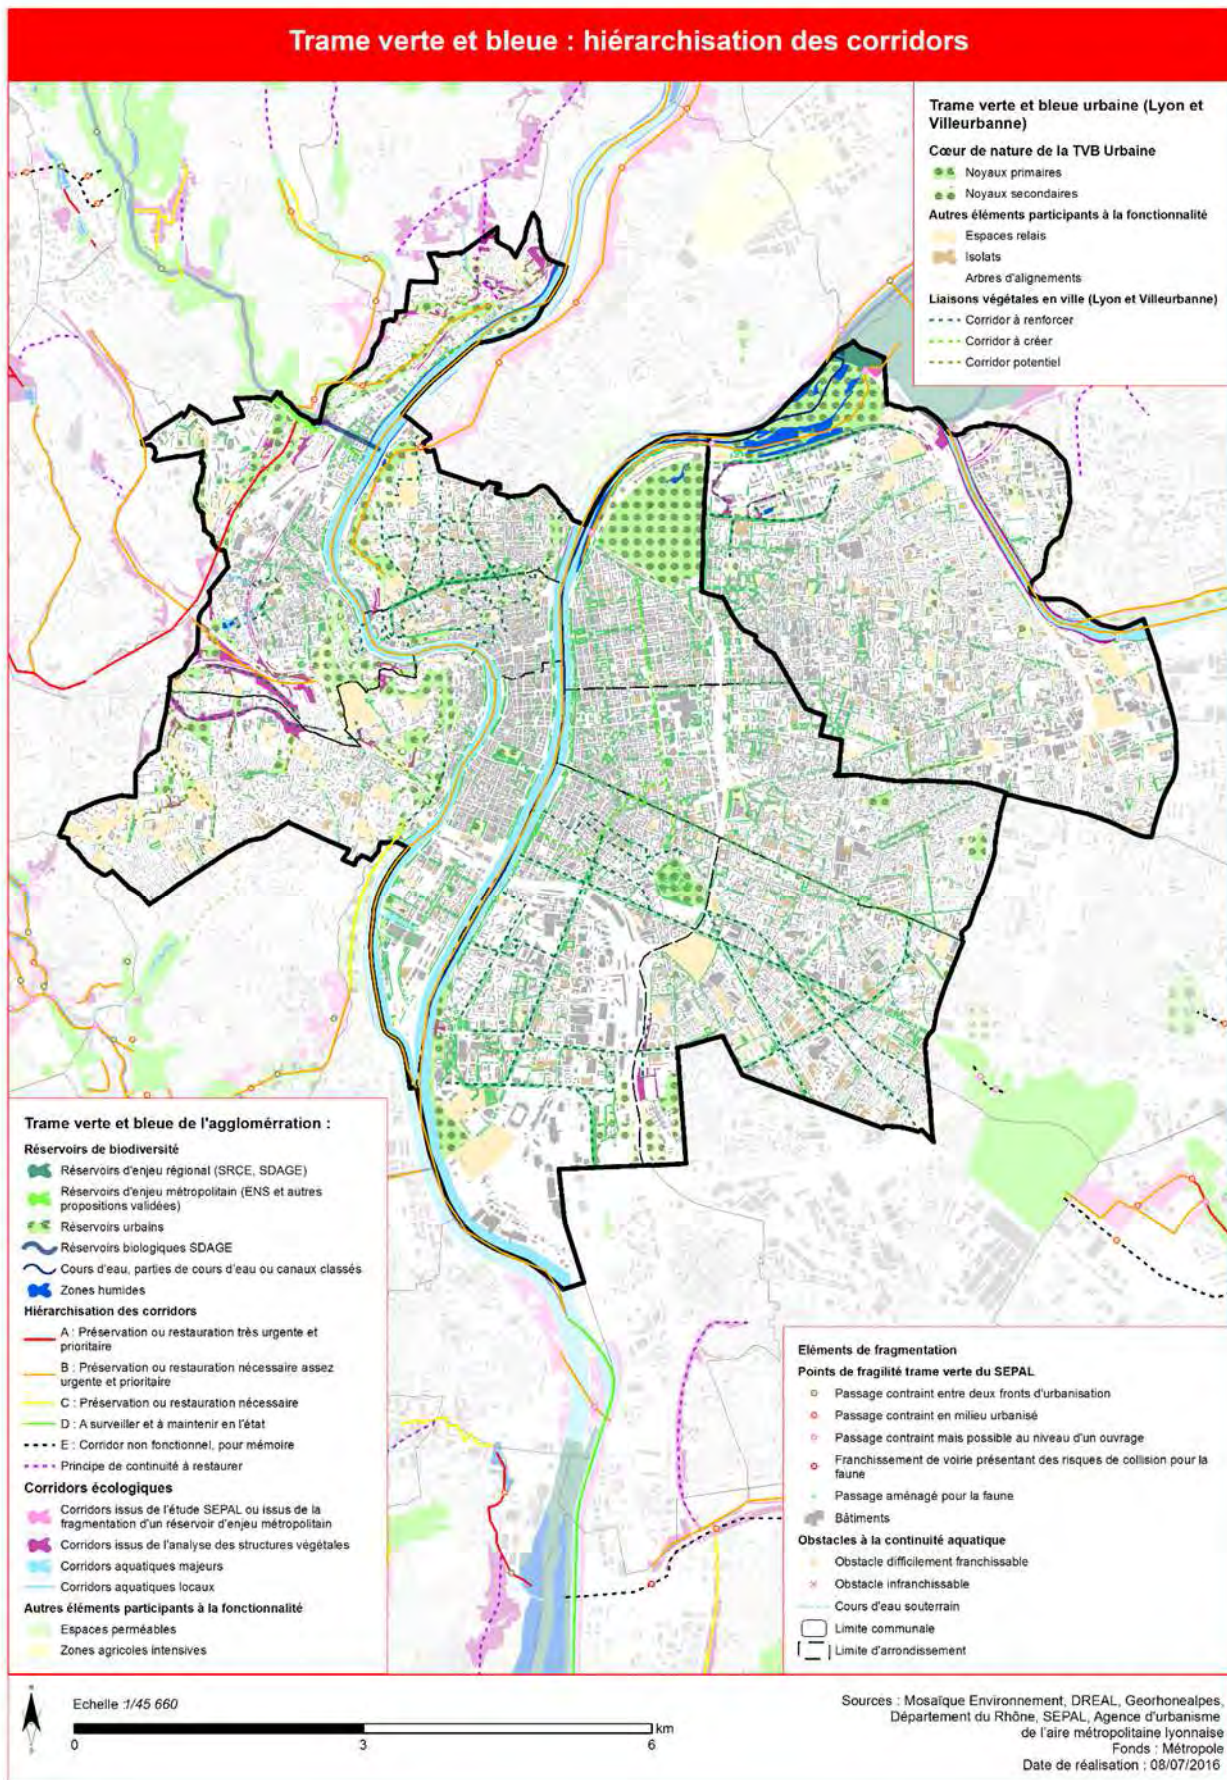 Trame verte et bleue : hiérarchisation des corridors
Trame verte et bleue urbaine (Lyon et
Villeurbanne)
Cœur de nature de la TVB Urbaine
Noyaux primaires
Noyaux secondaires
Autres éléments participants à la fonctionnalité
Espaces relais
Isolats
Arbres d'alignements
Liaisons végétales en ville (Lyon et Villeurbanne)
Corridor à renforcer
Corridor à créer
Corridor potentiel
Trame verte et bleue de l'agglomérration :
Réservoirs de biodiversité
Réservoirs d'enjeu régional (SRCE, SDAGE)
Réservoirs d'enjeu métropolitain (ENS et autres
propositions validées)
Réservoirs urbains
Réservoirs biologiques SDAGE
Cours d'eau, parties de cours d'eau ou canaux classés
Zones humides
Hiérarchisation des corridors
A : Préservation ou restauration très urgente et
prioritaire
B : Préservation ou restauration nécessaire assez
urgente et prioritaire
C : Préservation ou restauration nécessaire
D : A surveiller et à maintenir en l'état
E : Corridor non fonctionnel, pour mémoire
Principe de continuité à restaurer
Corridors écologiques
Corridors issus de l'étude SEPAL ou issus de la
fragmentation d'un réservoir d'enjeu métropolitain
Corridors issus de l'analyse des structures végétales
Corridors aquatiques majeurs
Corridors aquatiques locaux
Autres éléments participants à la fonctionnalité
Espaces perméables
Zones agricoles intensives
Eléments de fragmentation
Points de fragilité trame verte du SEPAL
Passage contraint entre deux fronts d'urbanisation
Passage contraint en milieu urbanisé
Passage contraint mais possible au niveau d'un ouvrage
Franchissement de voirie présentant des risques de collision pour la
faune
Passage aménagé pour la faune
Bâtiments
Obstacles à la continuité aquatique
Obstacle difficilement franchissable
Obstacle infranchissable
Cours d'eau souterrain
Limite communale
Limite d'arrondissement
Echelle :1/45 660
km
0 3 6
Sources : Mosaïque Environnement, DREAL, Georhonealpes,
Département du Rhône, SEPAL, Agence d'urbanisme
de l'aire métropolitaine lyonnaise
Fonds : Métropole
Date de réalisation : 08/07/2016